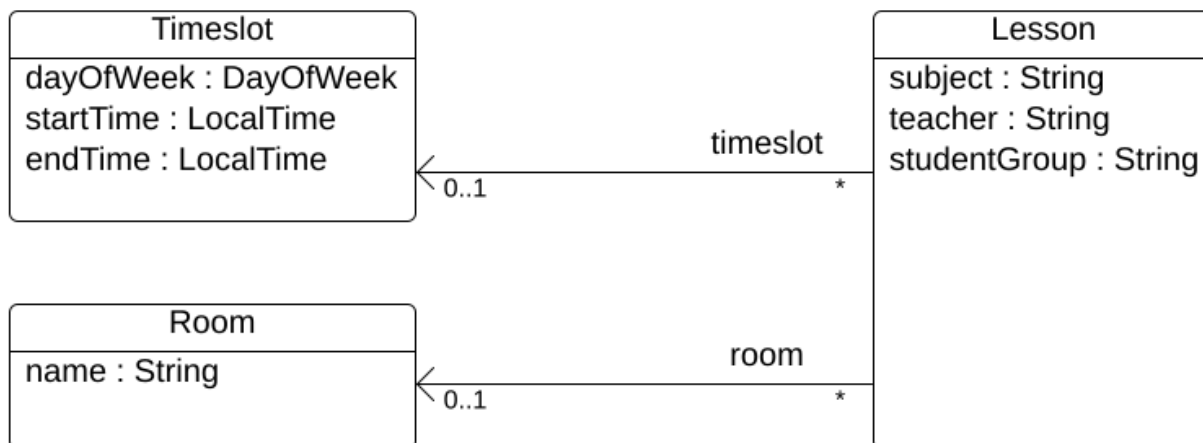 Timeslot
dayOfWeek : DayOfWeek
startTime : LocalTime
endTime : LocalTime
timeslot
0..1
*
Lesson
subject : String
teacher : String
studentGroup : String
Room
name : String
room
0..1
*